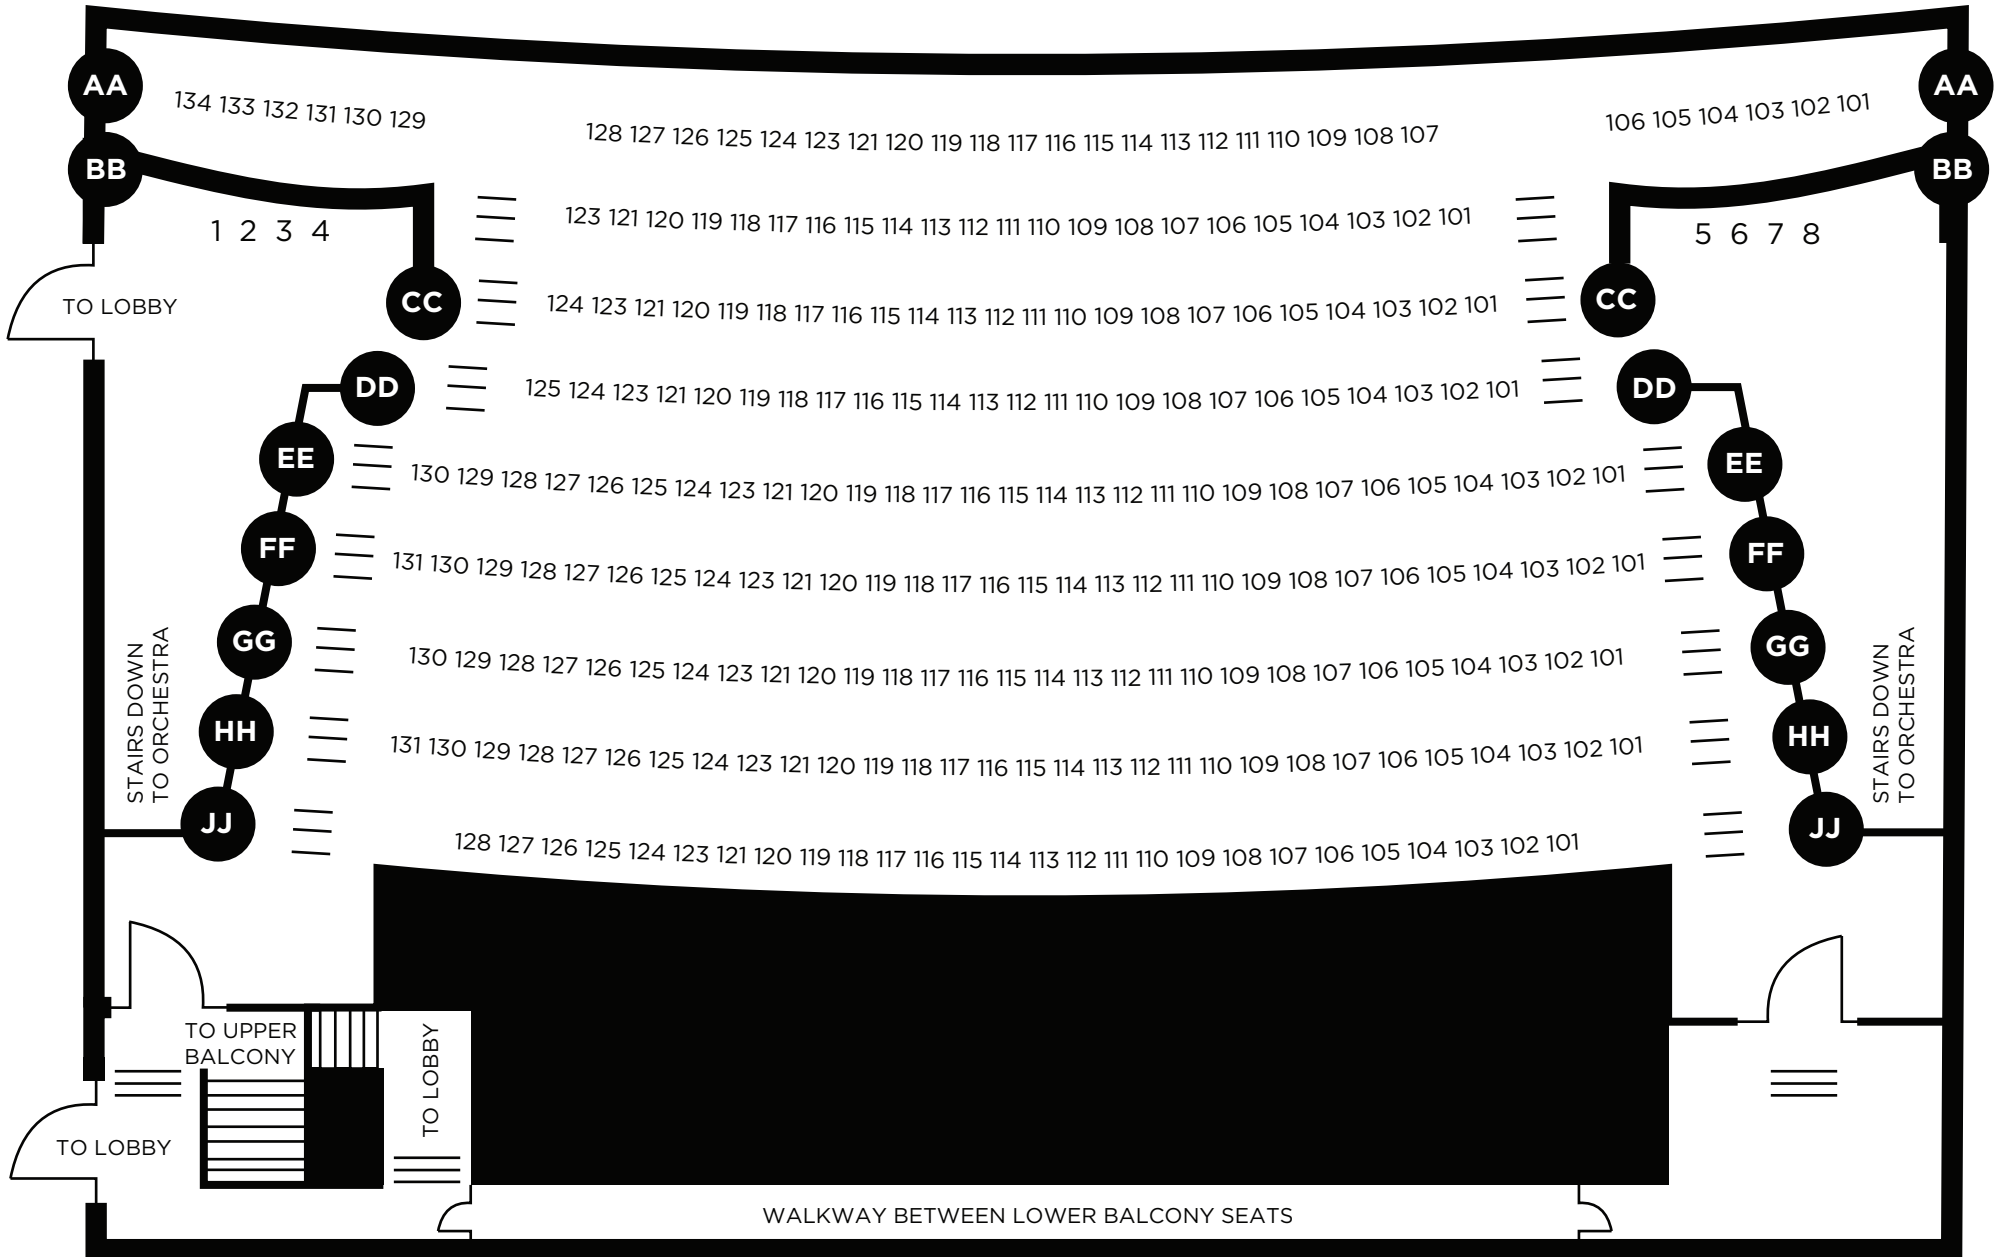 AA 134 133 132 131 130 129 128 127 126 125 124 123 121 120 119 118 117 116 115 114 113 112 111 110 109 108 107 106 105 104 103 102 101 AA
BB 123 121 120 119 118 117 116 115 114 113 112 111 110 109 108 107 106 105 104 103 102 101 BB
1 2 3 4
5 6 7 8
TO LOBBY
CC 124 123 121 120 119 118 117 116 115 114 113 112 111 110 109 108 107 106 105 104 103 102 101 CC
DD 125 124 123 121 120 119 118 117 116 115 114 113 112 111 110 109 108 107 106 105 104 103 102 101 DD
EE 130 129 128 127 126 125 124 123 121 120 119 118 117 116 115 114 113 112 111 110 109 108 107 106 105 104 103 102 101 EE
FF 131 130 129 128 127 126 125 124 123 121 120 119 118 117 116 115 114 113 112 111 110 109 108 107 106 105 104 103 102 101 FF
GG 130 129 128 127 126 125 124 123 121 120 119 118 117 116 115 114 113 112 111 110 109 108 107 106 105 104 103 102 101 GG
HH 131 130 129 128 127 126 125 124 123 121 120 119 118 117 116 115 114 113 112 111 110 109 108 107 106 105 104 103 102 101 HH
JJ 128 127 126 125 124 123 121 120 119 118 117 116 115 114 113 112 111 110 109 108 107 106 105 104 103 102 101 JJ
STAIRS DOWN
TO ORCHESTRA
STAIRS DOWN
TO ORCHESTRA
TO UPPER
BALCONY
TO LOBBY
TO LOBBY
WALKWAY BETWEEN LOWER BALCONY SEATS